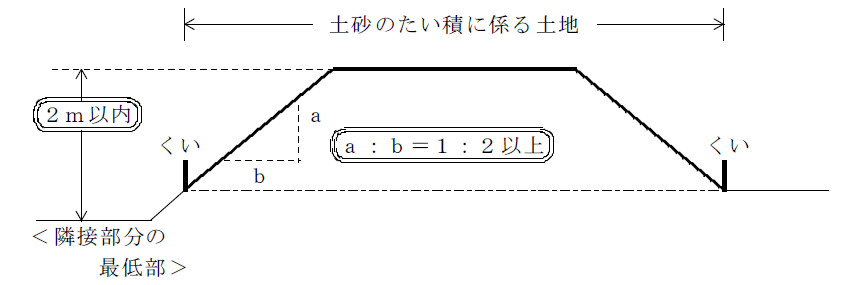 土砂のたい積に係る土地
2m以内
a
くい
a：b＝1：2以上
くい
b
＜隣接部分の
最低部＞